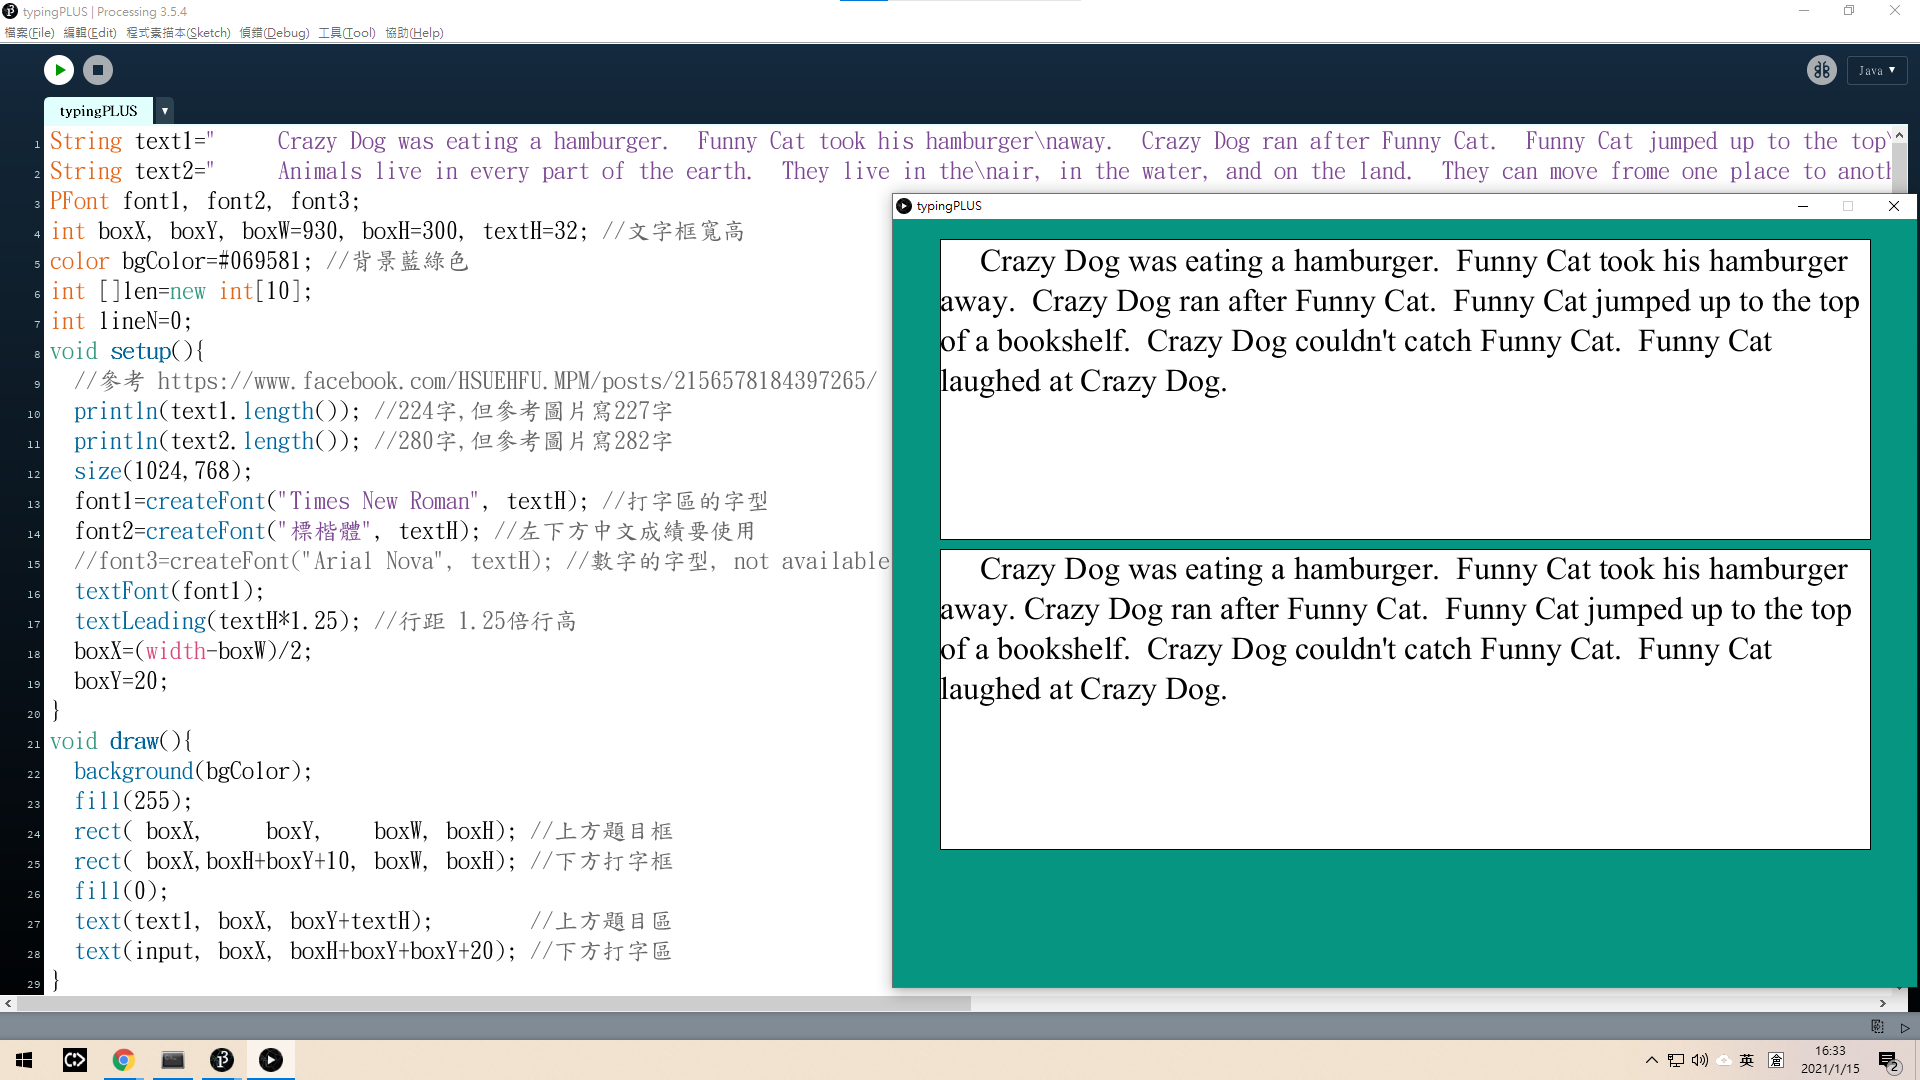 typingPLUS | Processing 3.5.4
檔案(File) 編輯(Edit) 程式素描本(Sketch) 偵錯(Debug) 工具(Tool) 協助(Help)
Java ▼
typingPLUS ▼
1 String text1="     Crazy Dog was eating a hamburger.  Funny Cat took his hamburger\naway.  Crazy Dog ran after Funny Cat.  Funny Cat jumped up to the top\
2 String text2="     Animals live in every part of the earth.  They live in the\nair, in the water, and on the land.  They can move frome one place to anoth
3 PFont font1, font2, font3;
4 int boxX, boxY, boxW=930, boxH=300, textH=32; //文字框寬高
5 color bgColor=#069581; //背景藍綠色
6 int []len=new int[10];
7 int lineN=0;
8 void setup(){
9   //參考 https://www.facebook.com/HSUEHFU.MPM/posts/2156578184397265/
10   println(text1.length()); //224字,但參考圖片寫227字
11   println(text2.length()); //280字,但參考圖片寫282字
12   size(1024,768);
13   font1=createFont("Times New Roman", textH); //打字區的字型
14   font2=createFont("標楷體", textH); //左下方中文成績要使用
15   //font3=createFont("Arial Nova", textH); //數字的字型, not available
16   textFont(font1);
17   textLeading(textH*1.25); //行距 1.25倍行高
18   boxX=(width-boxW)/2;
19   boxY=20;
20 }
21 void draw(){
22   background(bgColor);
23   fill(255);
24   rect( boxX,     boxY,    boxW, boxH); //上方題目框
25   rect( boxX,boxH+boxY+10, boxW, boxH); //下方打字框
26   fill(0);
27   text(text1, boxX, boxY+textH);        //上方題目區
28   text(input, boxX, boxH+boxY+boxY+20); //下方打字區
29 }
typingPLUS
     Crazy Dog was eating a hamburger.  Funny Cat took his hamburger
away.  Crazy Dog ran after Funny Cat.  Funny Cat jumped up to the top
of a bookshelf.  Crazy Dog couldn't catch Funny Cat.  Funny Cat
laughed at Crazy Dog.
     Crazy Dog was eating a hamburger.  Funny Cat took his hamburger
away. Crazy Dog ran after Funny Cat.  Funny Cat jumped up to the top
of a bookshelf.  Crazy Dog couldn't catch Funny Cat.  Funny Cat
laughed at Crazy Dog.
英 倉
16:33
2021/1/15
2